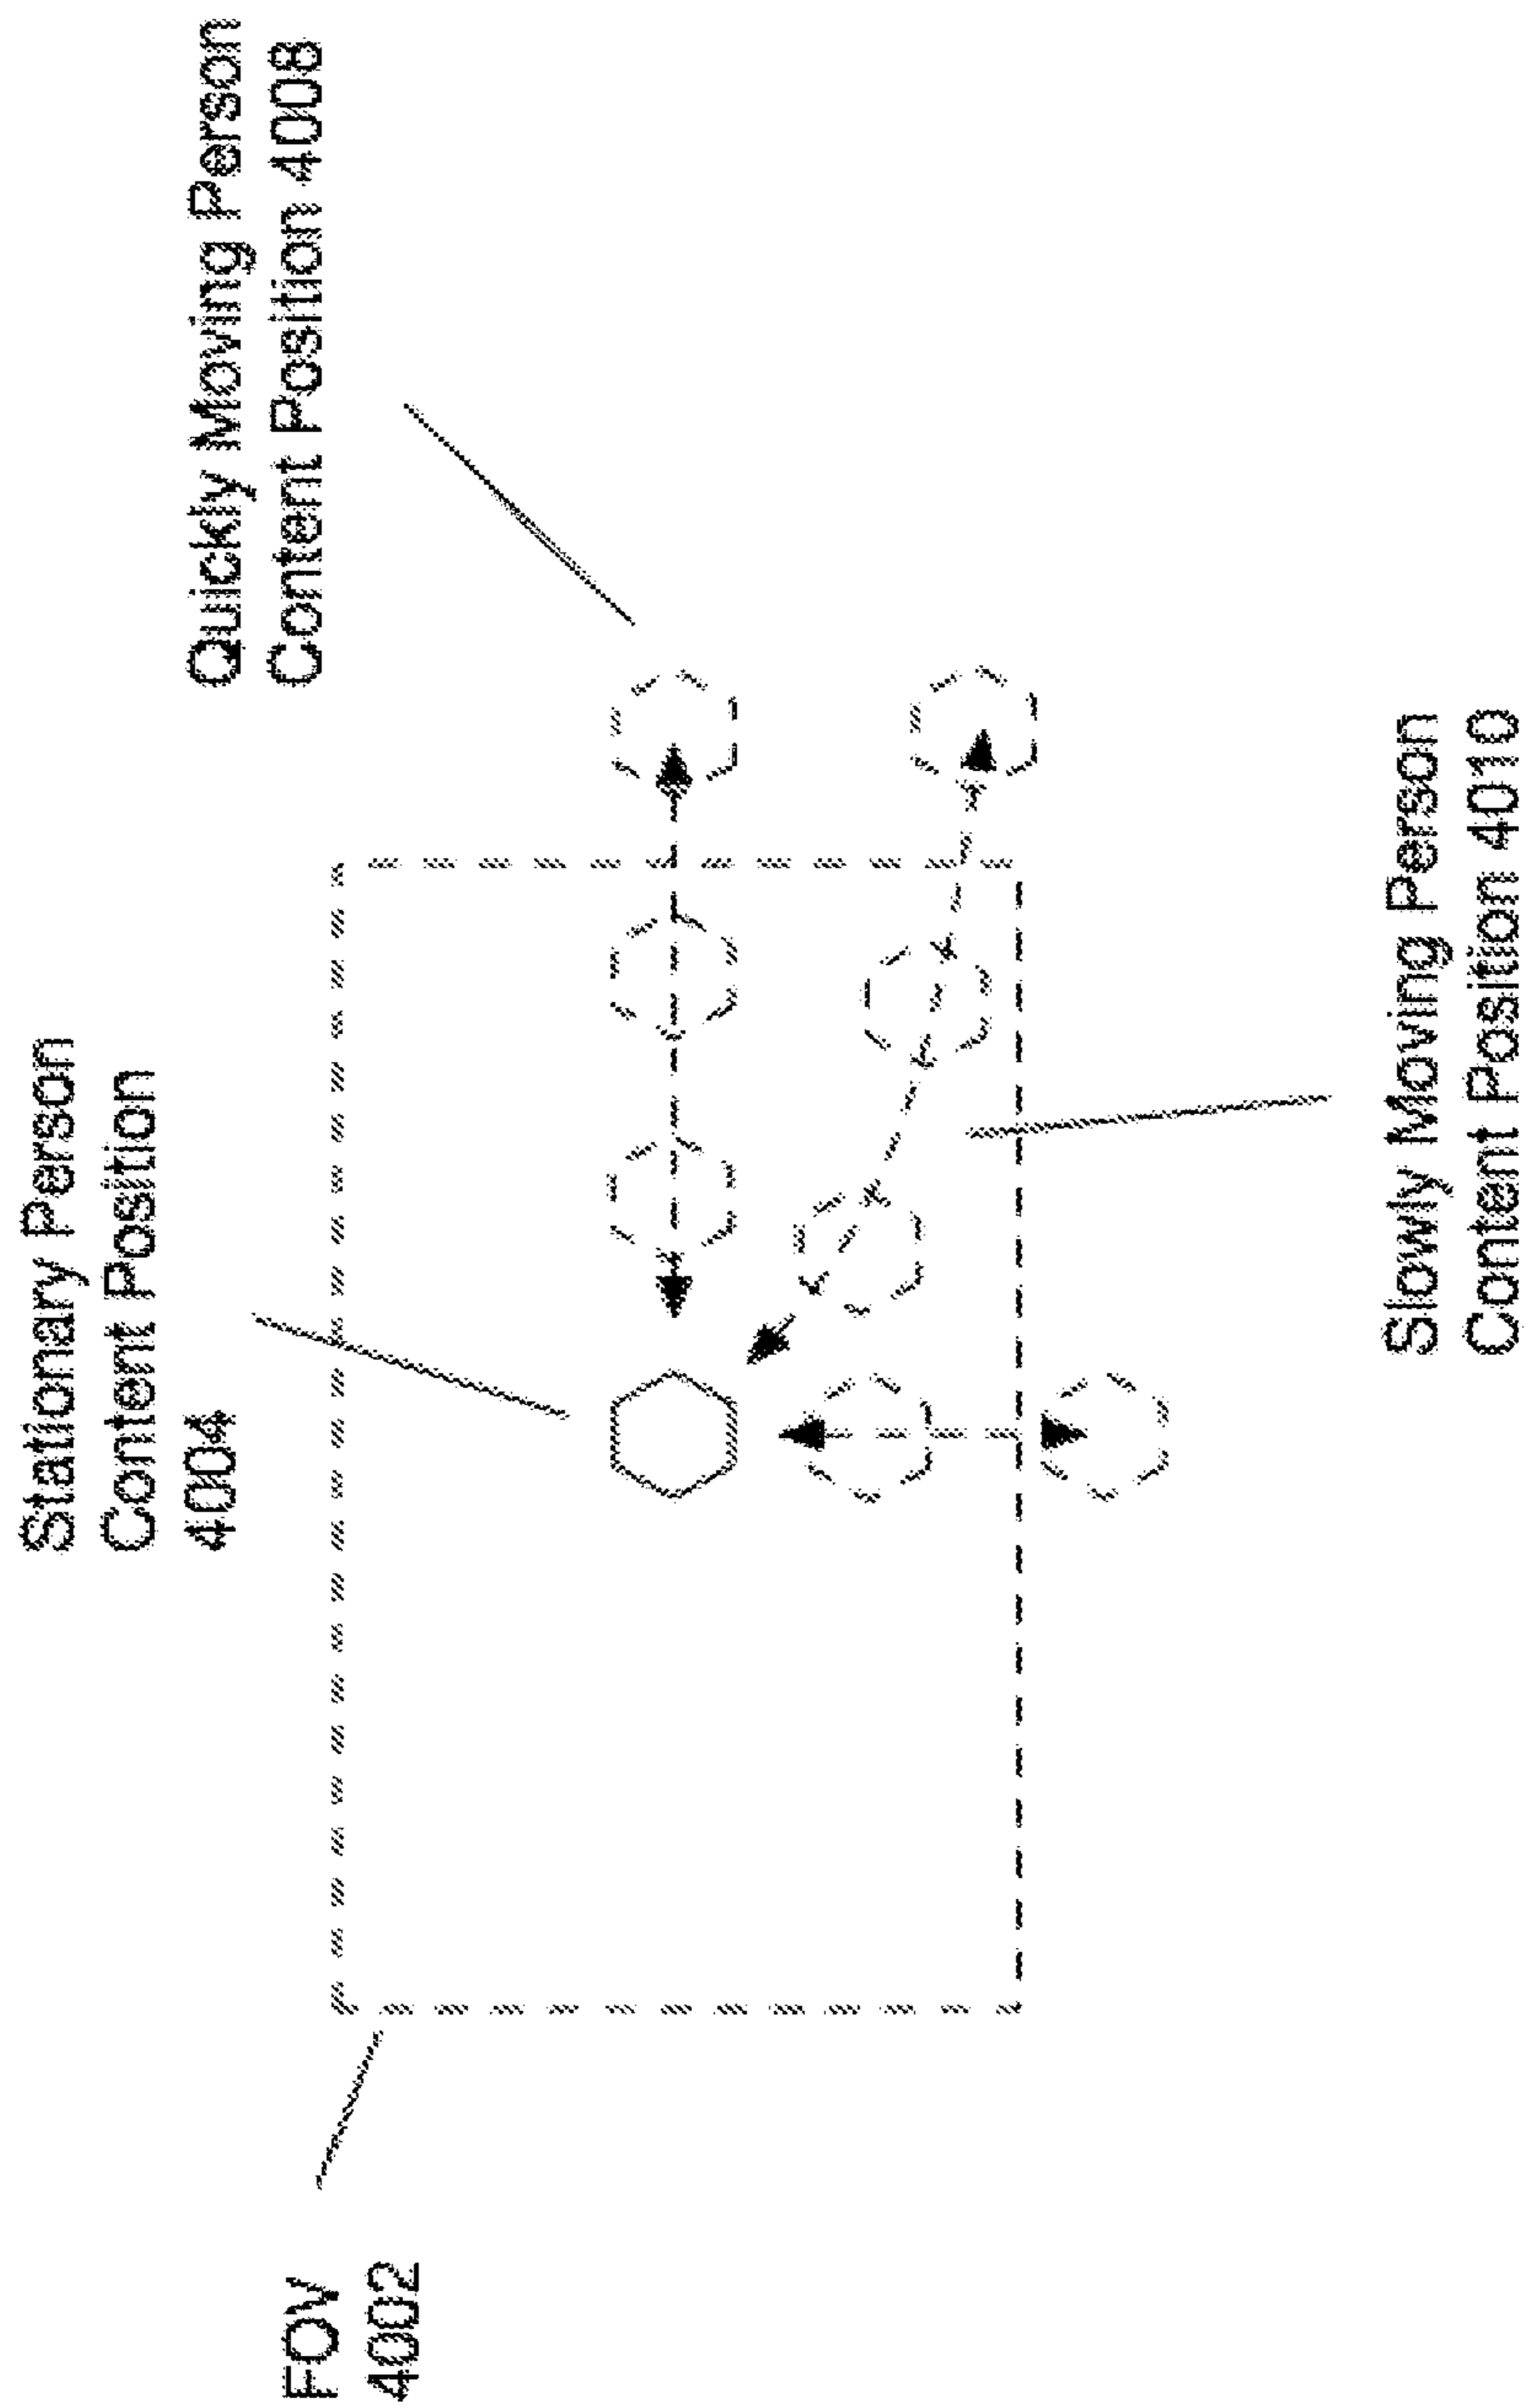 Quickly Moving Person
Content Position 4008
Stationary Person
Content Position
4004
Slowly Moving Person
Content Position 4010
FOV
4002